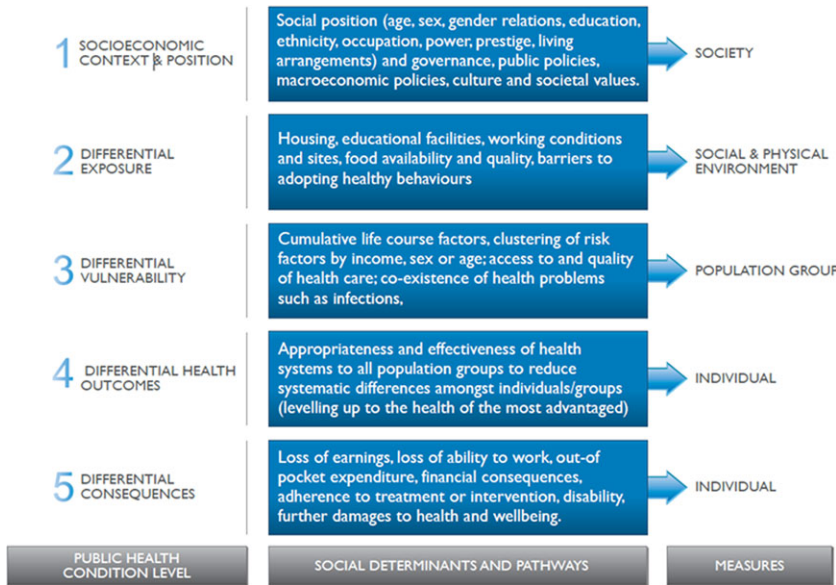 1 SOCIOECONOMIC
CONTEXT & POSITION
Social position (age, sex, gender relations, education,
ethnicity, occupation, power, prestige, living
arrangements) and governance, public policies,
macroeconomic policies, culture and societal values.
SOCIETY
2 DIFFERENTIAL
EXPOSURE
Housing, educational facilities, working conditions
and sites, food availability and quality, barriers to
adopting healthy behaviours
SOCIAL & PHYSICAL
ENVIRONMENT
3 DIFFERENTIAL
VULNERABILITY
Cumulative life course factors, clustering of risk
factors by income, sex or age; access to and quality
of health care; co-existence of health problems
such as infections,
POPULATION GROUP
4 DIFFERENTIAL HEALTH
OUTCOMES
Appropriateness and effectiveness of health
systems to all population groups to reduce
systematic differences amongst individuals/groups
(levelling up to the health of the most advantaged)
INDIVIDUAL
5 DIFFERENTIAL
CONSEQUENCES
Loss of earnings, loss of ability to work, out-of
pocket expenditure, financial consequences,
adherence to treatment or intervention, disability,
further damages to health and wellbeing.
INDIVIDUAL
PUBLIC HEALTH
CONDITION LEVEL
SOCIAL DETERMINANTS AND PATHWAYS
MEASURES